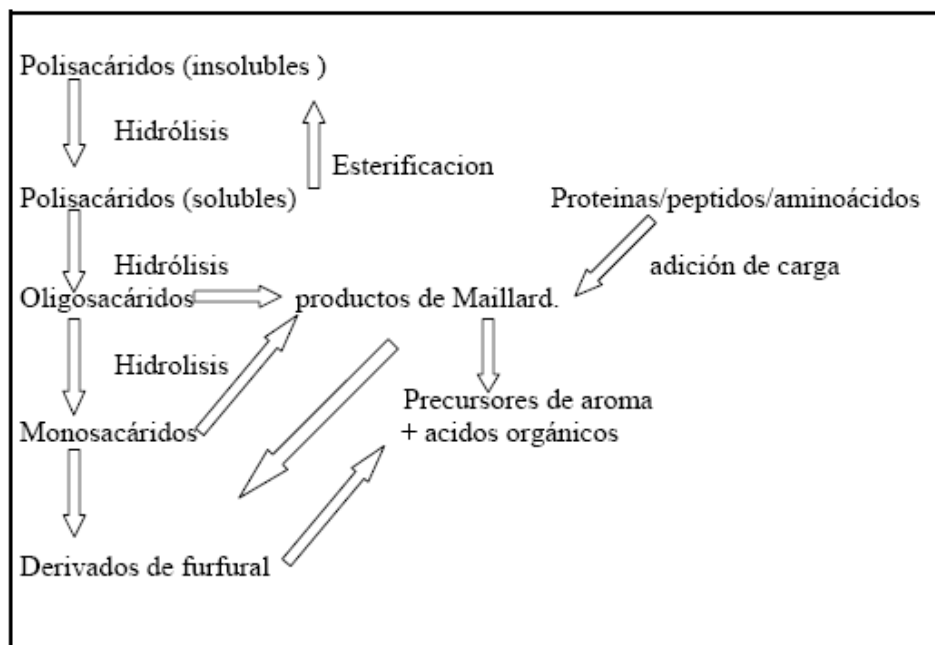 Polisacáridos (insolubles )
Hidrólisis
Esterificacion
Polisacáridos (solubles)
Proteinas/peptidos/aminoácidos
Hidrólisis
adición de carga
Oligosacáridos
productos de Maillard.
Hidrolisis
Precursores de aroma
+ acidos orgánicos
Monosacáridos
Derivados de furfural